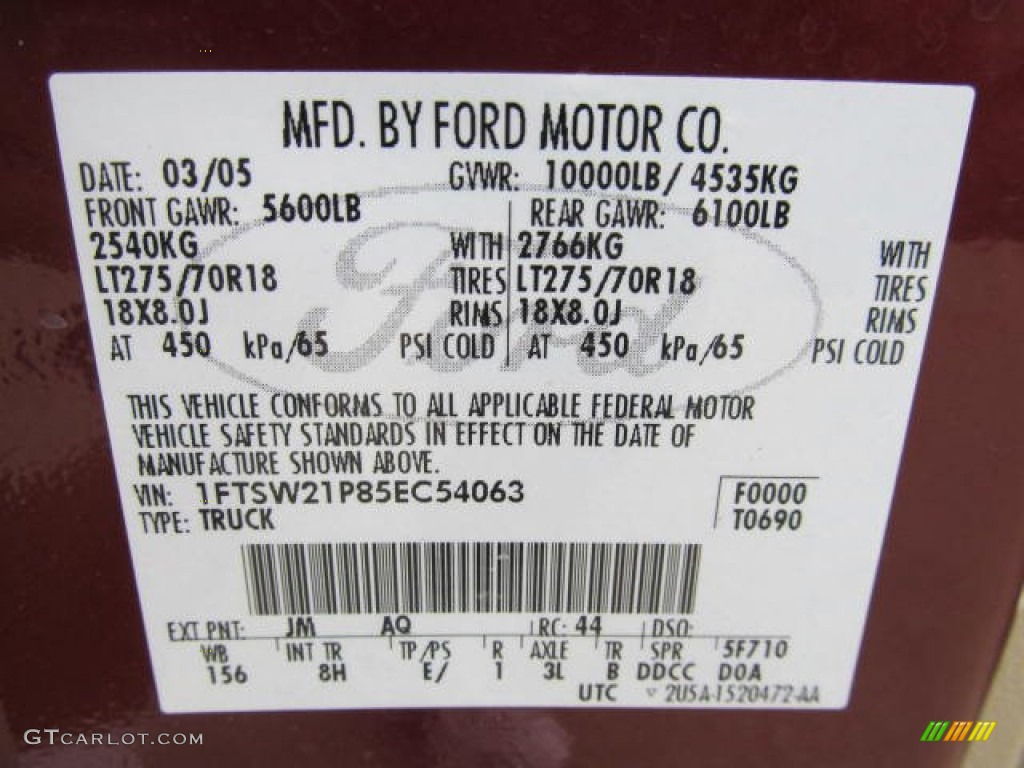 MFD. BY FORD MOTOR CO.
DATE: 03/05 GVWR: 10000LB/ 4535KG
FRONT GAWR: 5600LB REAR GAWR: 6100LB
2540KG WITH 2766KG WITH
LT275/70R18 TIRES LT275/70R18 TIRES
18X8.0J RIMS 18X8.0J RIMS
AT 450 kPa/65 PSI COLD AT 450 kPa/65 PSI COLD
Ford
THIS VEHICLE CONFORMS TO ALL APPLICABLE FEDERAL MOTOR
VEHICLE SAFETY STANDARDS IN EFFECT ON THE DATE OF
MANUFACTURE SHOWN ABOVE.
VIN: 1FTSW21P85EC54063 F0000
TYPE: TRUCK T0690
EXT PNT: JM AQ RC: 44 DSO:
WB INT TR TP/PS R AXLE TR SPR 5F710
156 8H E/ 1 3L B DDCC DOA
UTC 2U5A-1520472-AA
GTCARLOT.COM